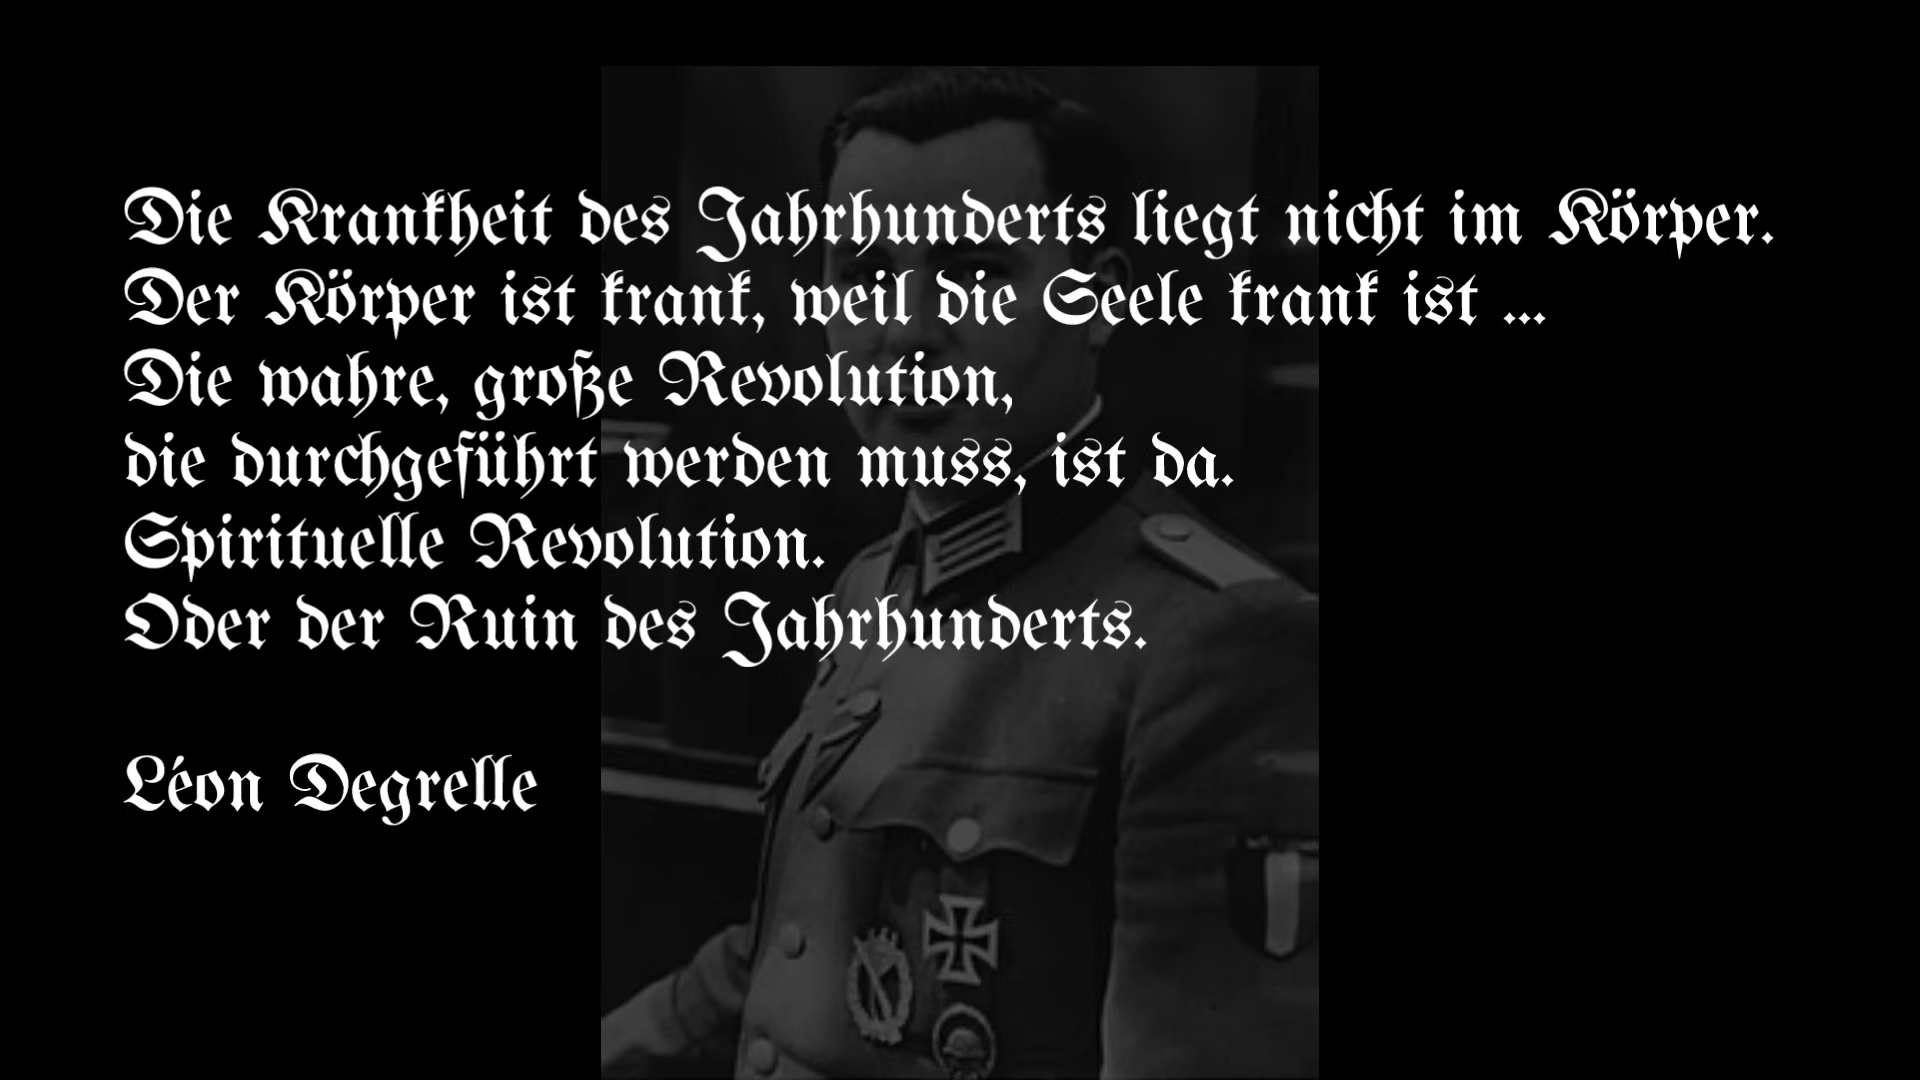 Die Krankheit des Jahrhunderts liegt nicht im Körper.
Der Körper ist krank, weil die Seele krank ist ...
Die wahre, große Revolution,
die durchgeführt werden muss, ist da.
Spirituelle Revolution.
Oder der Ruin des Jahrhunderts.
Léon Degrelle